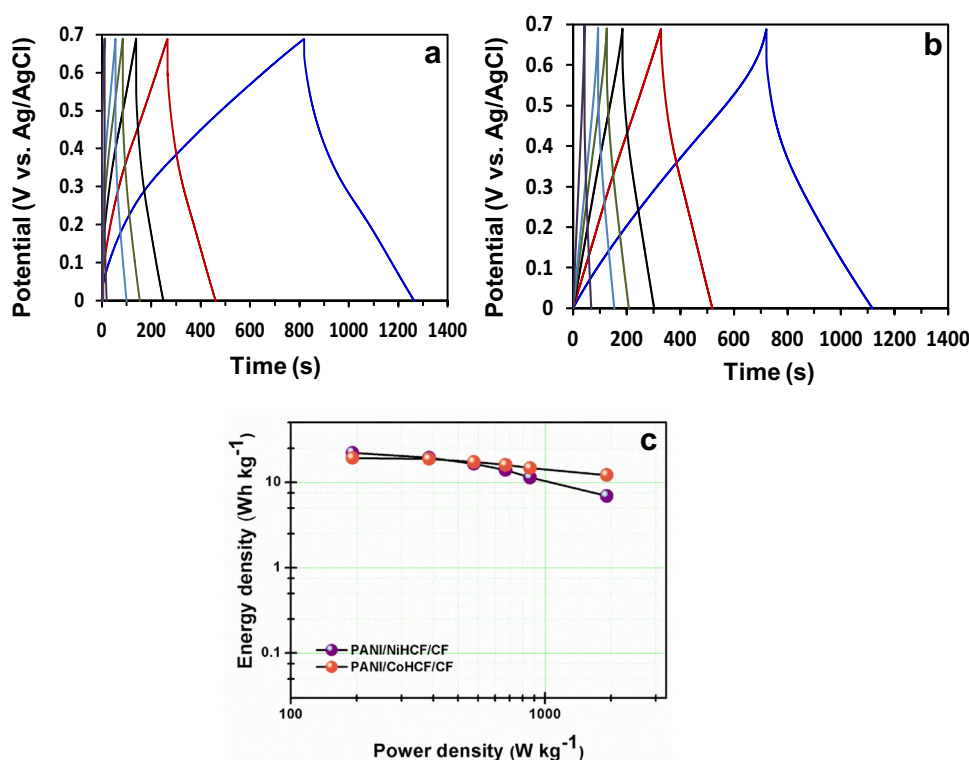 a
Potential (V vs. Ag/AgCl)
0.7
0.6
0.5
0.4
0.3
0.2
0.1
0
0 200 400 600 800 1000 1200 1400
Time (s)
b
Potential (V vs. Ag/AgCl)
0.7
0.6
0.5
0.4
0.3
0.2
0.1
0
0 200 400 600 800 1000 1200 1400
Time (s)
c
Energy density (Wh kg⁻¹)
10
1
0.1
PANI/NiHCF/CF
PANI/CoHCF/CF
100 1000
Power density (W kg⁻¹)